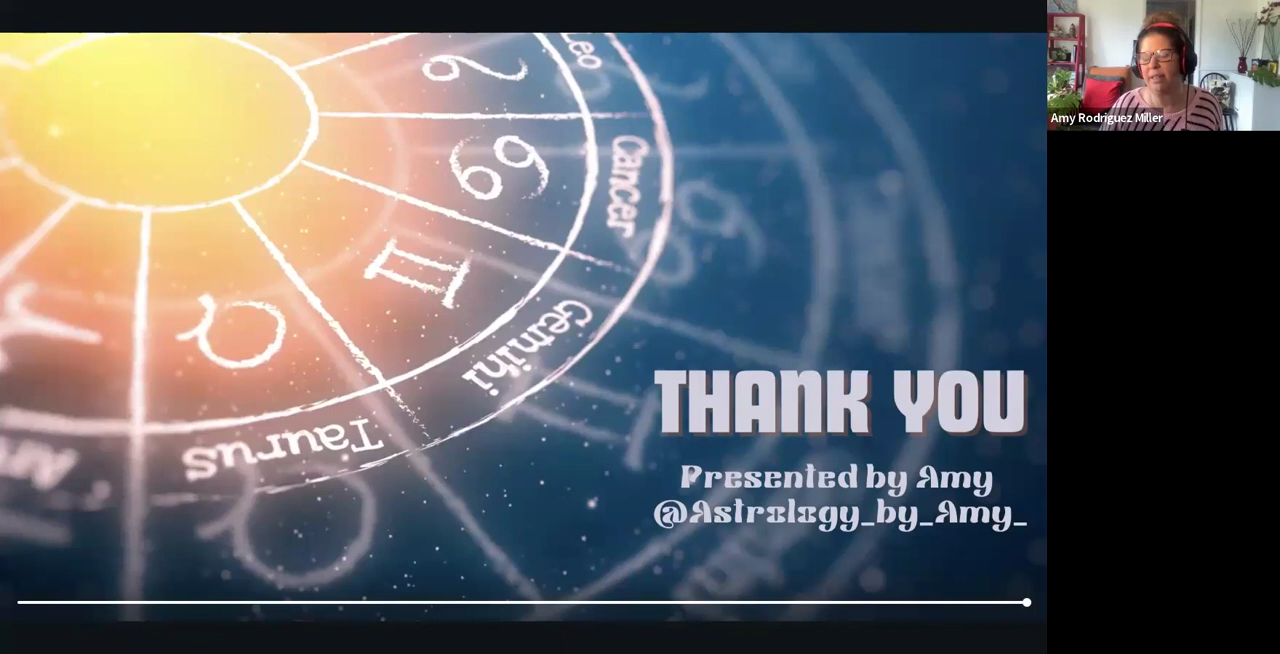 Leo
Cancer
Gemini
Taurus
THANK YOU
Presented by Amy
@Astrology_by_Amy_
Amy Rodriguez Miller